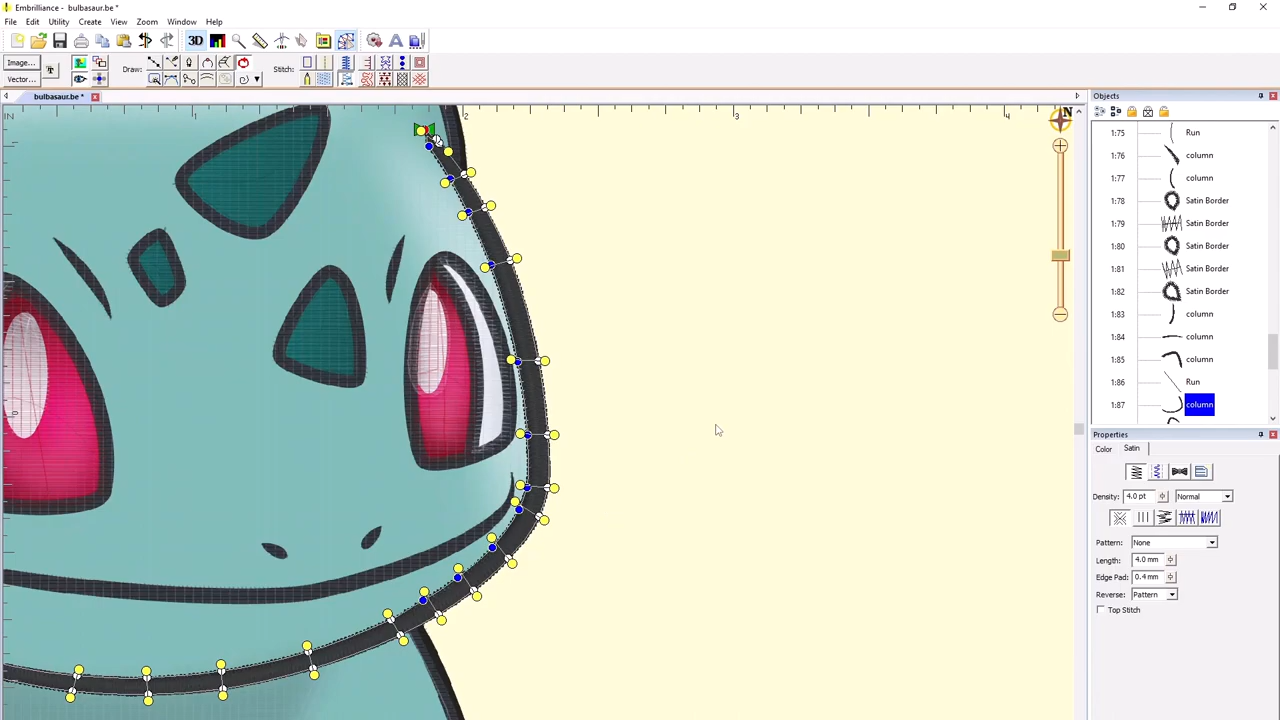 Embrilliance - bulbasaur.be *
File Edit Utility Create View Zoom Window Help
3D A
Image... T Draw: Stitch:
Vector...
bulbasaur.be *
IN 1 2 3 4
N
0
Objects
1:75 Run
1:76 column
1:77 column
1:78 Satin Border
1:79 Satin Border
1:80 Satin Border
1:81 Satin Border
1:82 Satin Border
1:83 column
1:84 column
1:85 column
1:86 Run
1:87 column
Properties
Color Satin
Density: 4.0 pt Normal
Pattern: None
Length: 4.0 mm
Edge Pad: 0.4 mm
Reverse: Pattern
Top Stitch